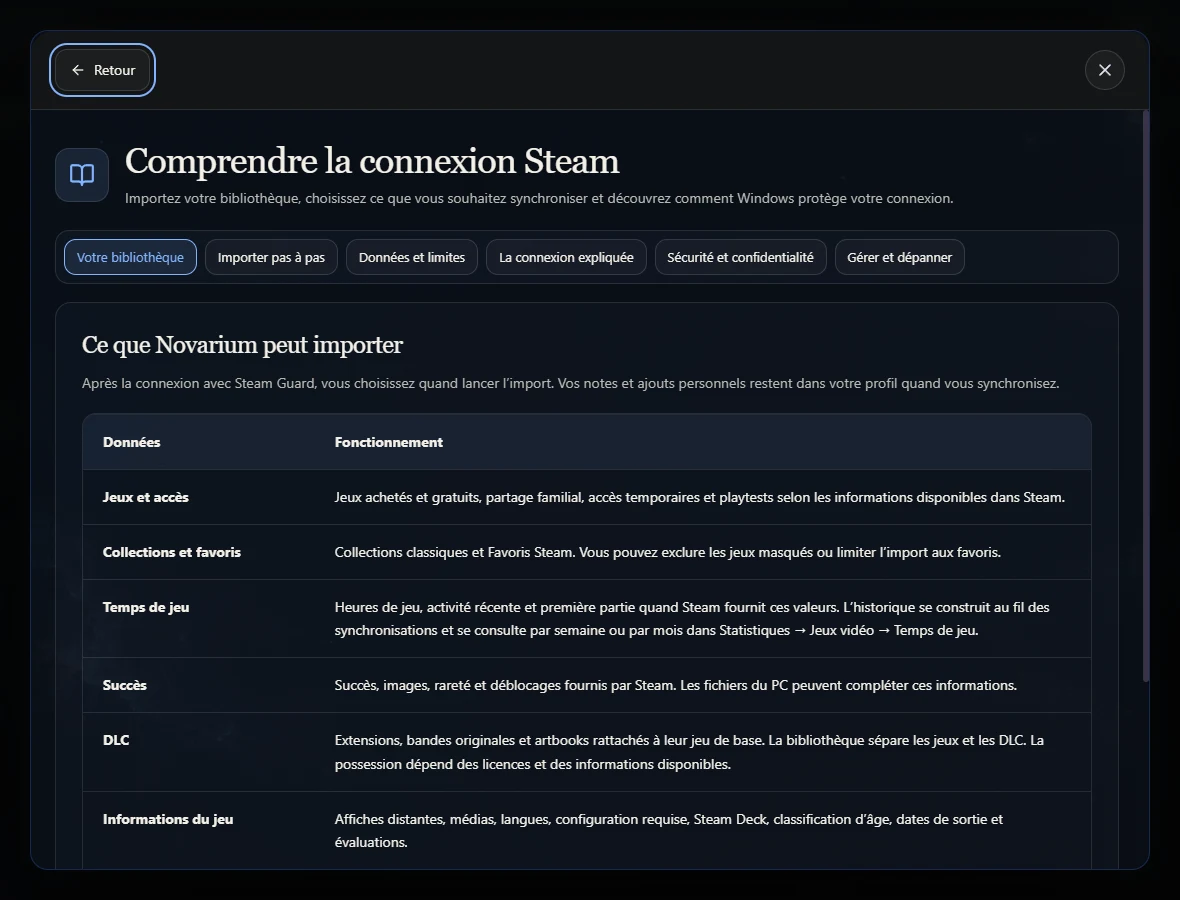 Retour
Comprendre la connexion Steam
Importez votre bibliothèque, choisissez ce que vous souhaitez synchroniser et découvrez comment Windows protège votre connexion.
Votre bibliothèque
Importer pas à pas
Données et limites
La connexion expliquée
Sécurité et confidentialité
Gérer et dépanner
Ce que Novarium peut importer
Après la connexion avec Steam Guard, vous choisissez quand lancer l’import. Vos notes et ajouts personnels restent dans votre profil quand vous synchronisez.
Données
Fonctionnement
Jeux et accès
Jeux achetés et gratuits, partage familial, accès temporaires et playtests selon les informations disponibles dans Steam.
Collections et favoris
Collections classiques et Favoris Steam. Vous pouvez exclure les jeux masqués ou limiter l’import aux favoris.
Temps de jeu
Heures de jeu, activité récente et première partie quand Steam fournit ces valeurs. L’historique se construit au fil des
synchronisations et se consulte par semaine ou par mois dans Statistiques → Jeux vidéo → Temps de jeu.
Succès
Succès, images, rareté et déblocages fournis par Steam. Les fichiers du PC peuvent compléter ces informations.
DLC
Extensions, bandes originales et artbooks rattachés à leur jeu de base. La bibliothèque sépare les jeux et les DLC. La
possession dépend des licences et des informations disponibles.
Informations du jeu
Affiches distantes, médias, langues, configuration requise, Steam Deck, classification d’âge, dates de sortie et
évaluations.